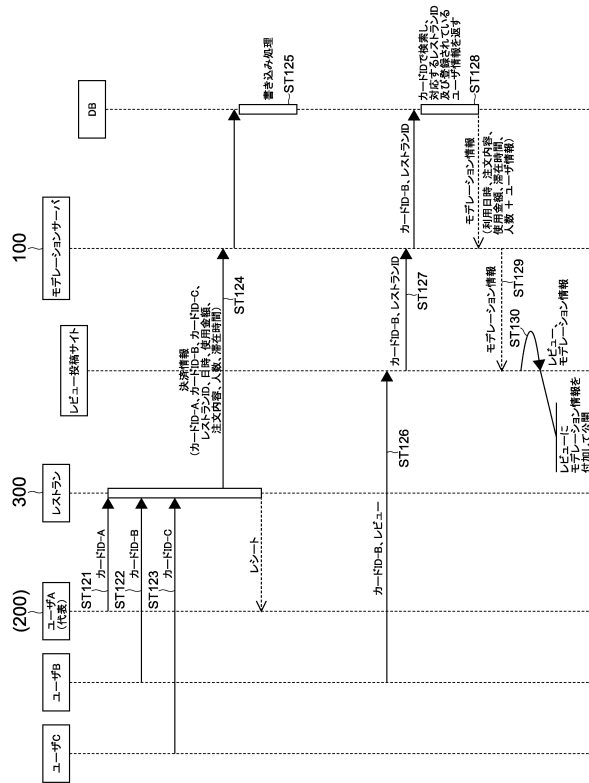 (200)
300
100
ユーザC
ユーザB
ユーザA
(代表)
レストラン
レビュー投稿サイト
モデレーションサーバ
DB
ST121
カードID-A
ST122
カードID-B
ST123
カードID-C
決済情報
(カードID-A、カードID-B、カードID-C、
レストランID、日時、使用金額、
注文内容、人数、滞在時間)
ST124
書き込み処理
ST125
レシート
カードID-B、レビュー
ST126
カードID-B、レストランID
ST127
カードID-B、レストランID
カードIDで検索し、
対応するレストランID
及び登録されている
ユーザ情報を返す
ST128
モデレーション情報
(利用日時、注文内容、
使用金額、滞在時間、
人数 + ユーザ情報)
モデレーション情報
ST129
ST130
レビュー、
モデレーション情報
レビューに
モデレーション情報を
付加して公開